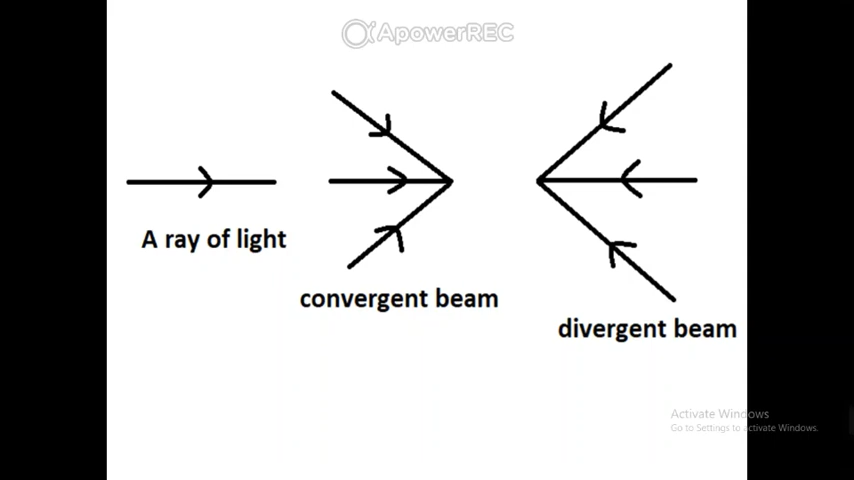 ApowerREC
A ray of light
convergent beam
divergent beam
Activate Windows
Go to Settings to activate Windows.